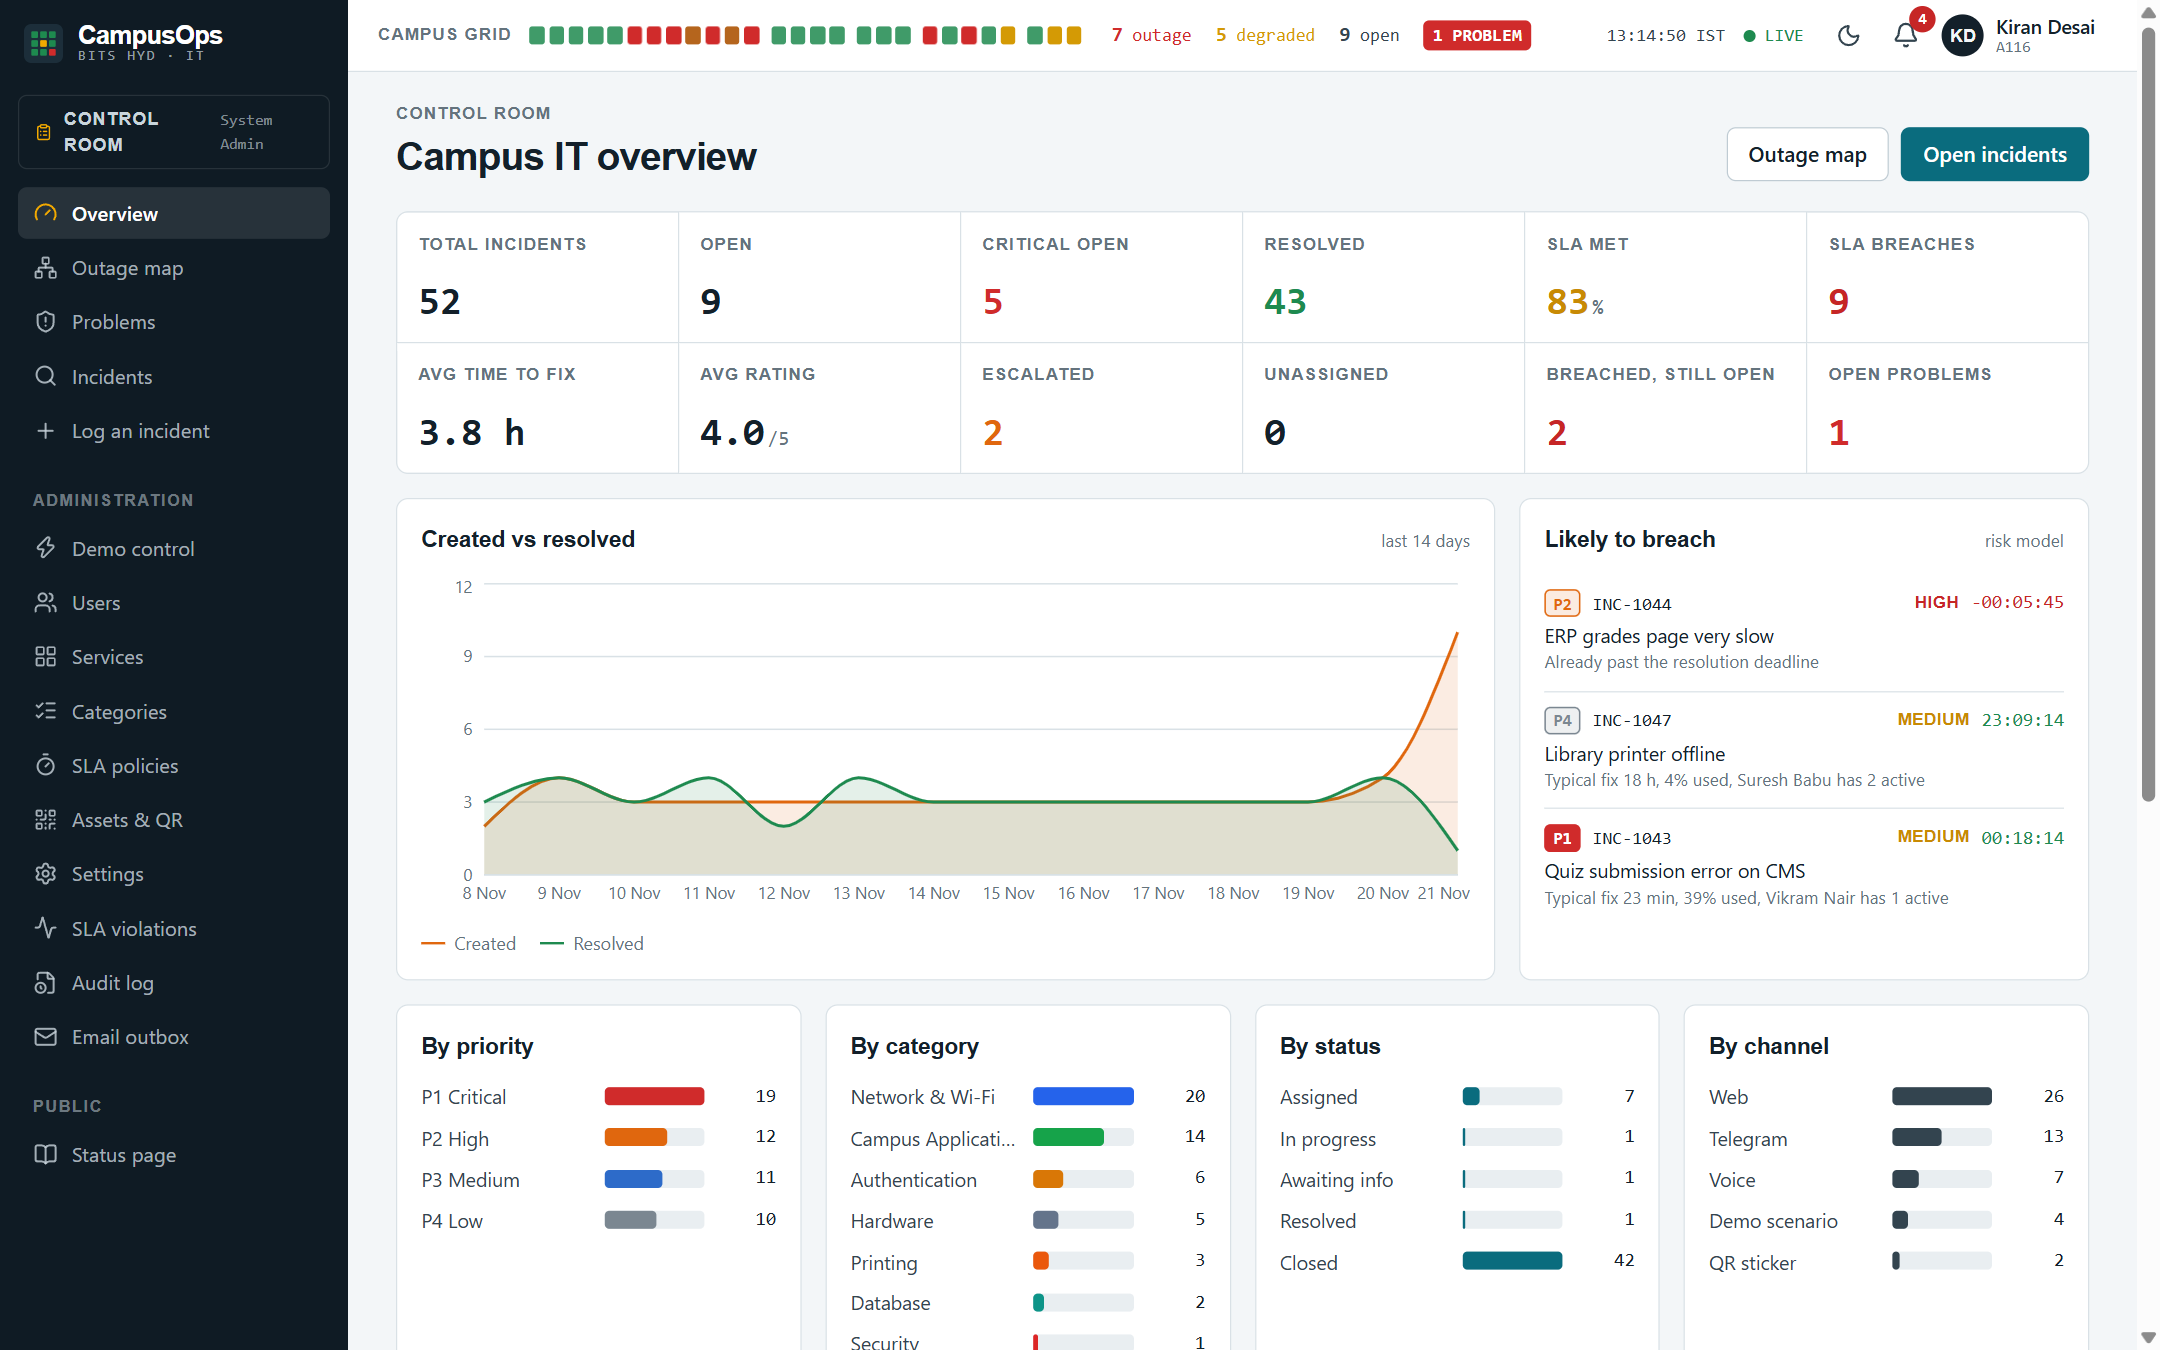 CampusOps
BITS HYD · IT
CONTROL ROOM
System Admin
Overview
Outage map
Problems
Incidents
Log an incident
ADMINISTRATION
Demo control
Users
Services
Categories
SLA policies
Assets & QR
Settings
SLA violations
Audit log
Email outbox
PUBLIC
Status page
CAMPUS GRID
7 outage 5 degraded 9 open 1 PROBLEM
13:14:50 IST LIVE
4
KD
Kiran Desai
A116
CONTROL ROOM
Campus IT overview
Outage map
Open incidents
TOTAL INCIDENTS
52
OPEN
9
CRITICAL OPEN
5
RESOLVED
43
SLA MET
83%
SLA BREACHES
9
AVG TIME TO FIX
3.8 h
AVG RATING
4.0/5
ESCALATED
2
UNASSIGNED
0
BREACHED, STILL OPEN
2
OPEN PROBLEMS
1
Created vs resolved
last 14 days
12
9
6
3
0
8 Nov 9 Nov 10 Nov 11 Nov 12 Nov 13 Nov 14 Nov 15 Nov 16 Nov 17 Nov 18 Nov 19 Nov 20 Nov 21 Nov
Created Resolved
Likely to breach
risk model
P2 INC-1044 HIGH -00:05:45
ERP grades page very slow
Already past the resolution deadline
P4 INC-1047 MEDIUM 23:09:14
Library printer offline
Typical fix 18 h, 4% used, Suresh Babu has 2 active
P1 INC-1043 MEDIUM 00:18:14
Quiz submission error on CMS
Typical fix 23 min, 39% used, Vikram Nair has 1 active
By priority
P1 Critical 19
P2 High 12
P3 Medium 11
P4 Low 10
By category
Network & Wi-Fi 20
Campus Applicati... 14
Authentication 6
Hardware 5
Printing 3
Database 2
Security 1
By status
Assigned 7
In progress 1
Awaiting info 1
Resolved 1
Closed 42
By channel
Web 26
Telegram 13
Voice 7
Demo scenario 4
QR sticker 2